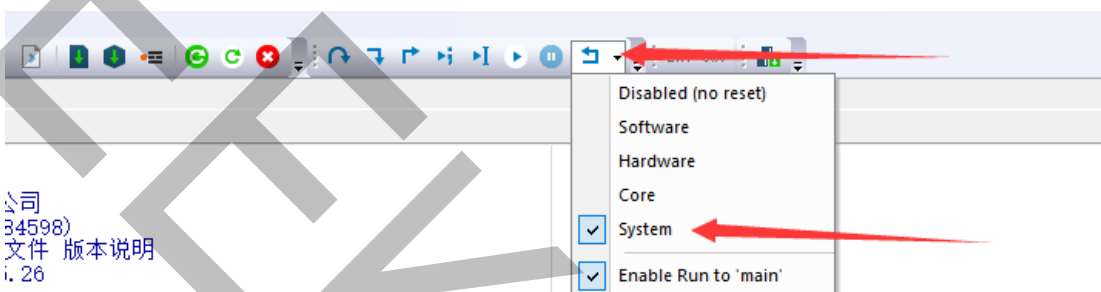 Disabled (no reset)
Software
Hardware
Core
System
Enable Run to 'main'
公司
84598)
文件 版本说明
.26